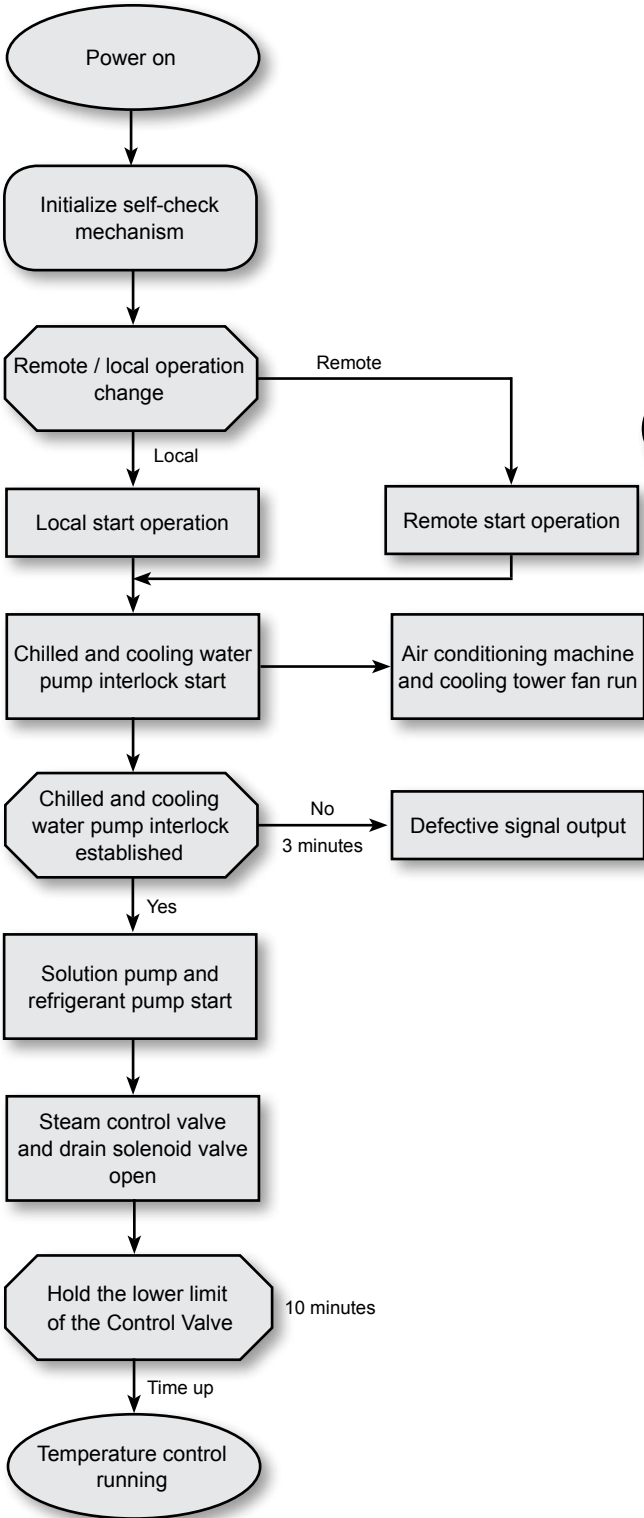 Power on
Initialize self-check
mechanism
Remote / local operation
change
Remote
Local
Local start operation
Remote start operation
Chilled and cooling water
pump interlock start
Air conditioning machine
and cooling tower fan run
Chilled and cooling
water pump interlock
established
No
3 minutes
Defective signal output
Yes
Solution pump and
refrigerant pump start
Steam control valve
and drain solenoid valve
open
Hold the lower limit
of the Control Valve
10 minutes
Time up
Temperature control
running